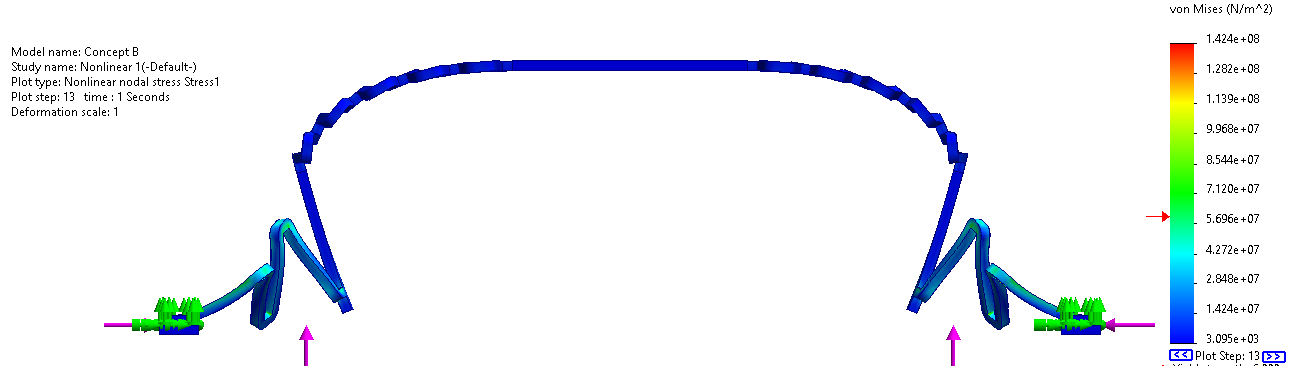 von Mises (N/m^2)
Model name: Concept B
Study name: Nonlinear 1(-Default-)
Plot type: Nonlinear nodal stress Stress1
Plot step: 13 time : 1 Seconds
Deformation scale: 1
1.424e+08
1.282e+08
1.139e+08
9.968e+07
8.544e+07
7.120e+07
5.696e+07
4.272e+07
2.848e+07
1.424e+07
3.095e+03
<< Plot Step: 13 >>